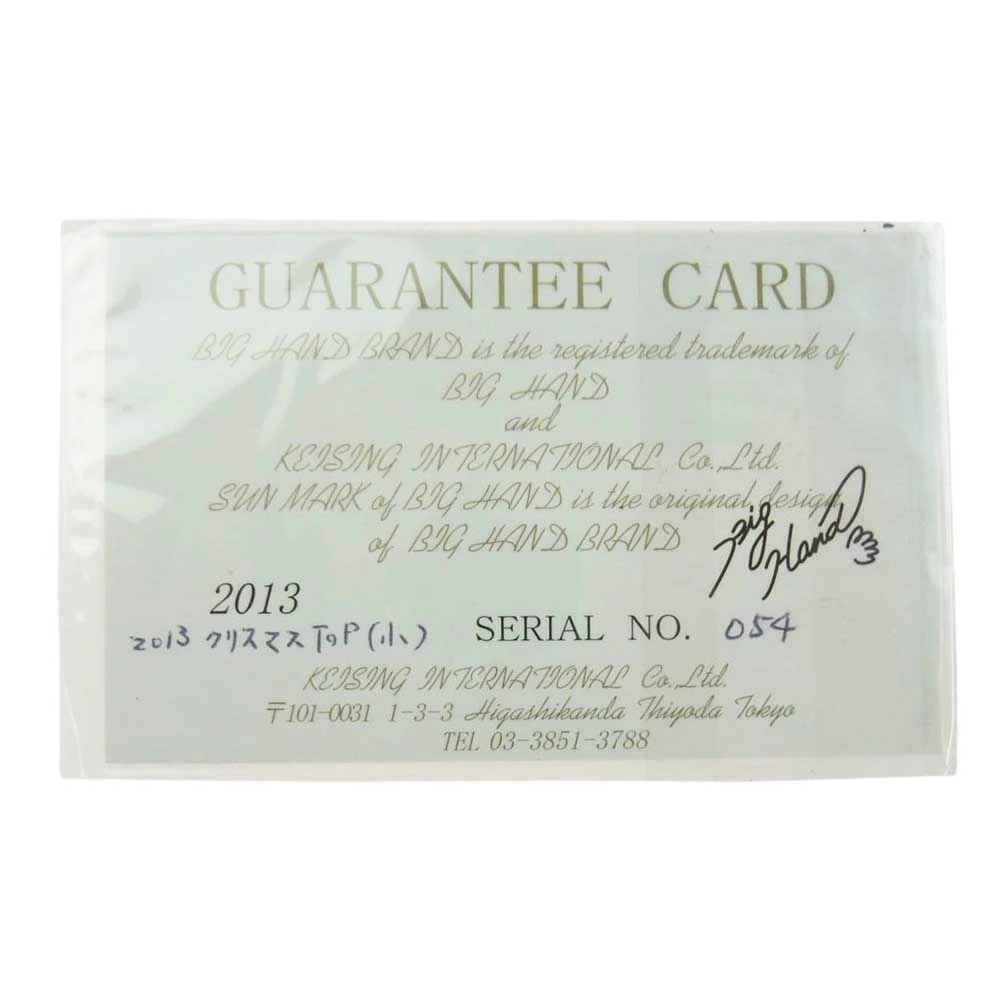 GUARANTEE CARD
BIG HAND BRAND is the registered trademark of
BIG HAND
and
KEISING INTERNATIONAL Co.,Ltd.
SUN MARK of BIG HAND is the original design
of BIG HAND BRAND
Big
Hand
2013
2013 クリスマス ToP (小)
SERIAL NO. 054
KEISING INTERNATIONAL Co.,Ltd.
〒101-0031 1-3-3 Higashikanda Thiyoda Tokyo
TEL 03-3851-3788